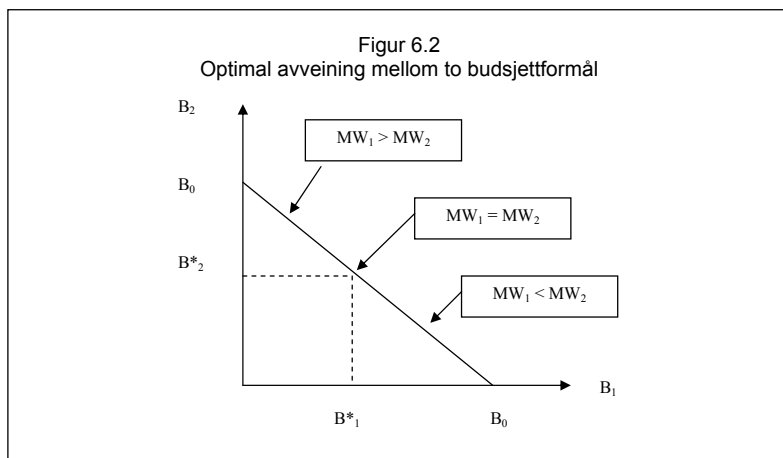 Figur 6.2
Optimal avveining mellom to budsjettformål
B₂
MW₁ > MW₂
B₀
MW₁ = MW₂
B*₂
MW₁ < MW₂
B₁
B*₁
B₀